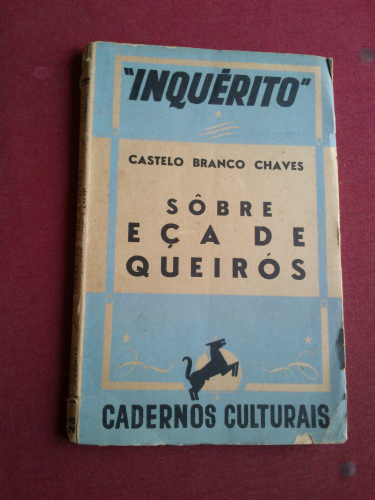 "INQUÉRITO"
CASTELO BRANCO CHAVES
SÔBRE
EÇA DE
QUEIRÓS
CADERNOS CULTURAIS